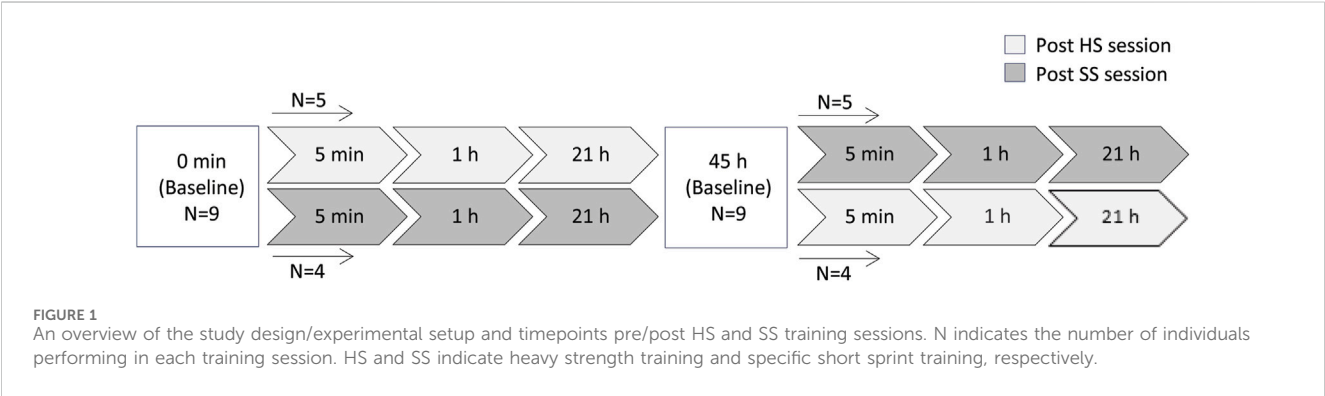 Post HS session
Post SS session
N=5
N=5
0 min
(Baseline)
N=9
5 min
1 h
21 h
5 min
1 h
21 h
45 h
(Baseline)
N=9
5 min
1 h
21 h
5 min
1 h
21 h
N=4
N=4
FIGURE 1
An overview of the study design/experimental setup and timepoints pre/post HS and SS training sessions. N indicates the number of individuals
performing in each training session. HS and SS indicate heavy strength training and specific short sprint training, respectively.